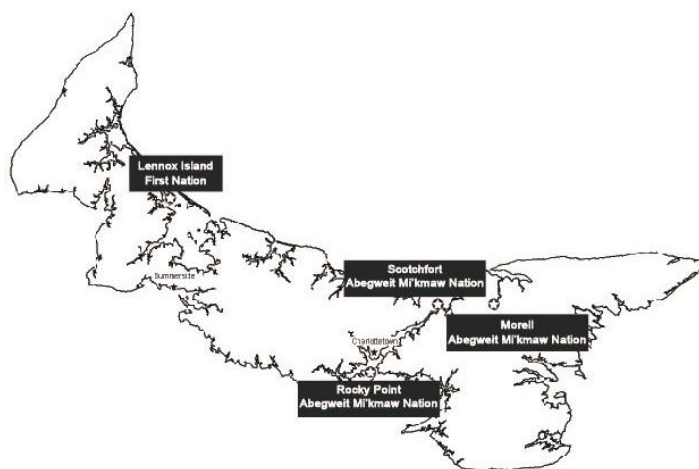 Lennox Island
First Nation
Summerside
Scotchfort
Abegweit Mi'kmaw Nation
Morell
Abegweit Mi'kmaw Nation
Charlottetown
Rocky Point
Abegweit Mi'kmaw Nation